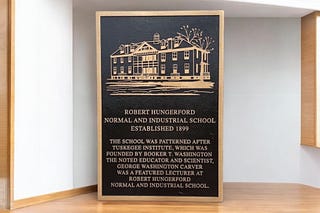 ROBERT HUNGERFORD
NORMAL AND INDUSTRIAL SCHOOL
ESTABLISHED 1899
THE SCHOOL WAS PATTERNED AFTER
TUSKEGEE INSTITUTE, WHICH WAS
FOUNDED BY BOOKER T. WASHINGTON
THE NOTED EDUCATOR AND SCIENTIST,
GEORGE WASHINGTON CARVER
WAS A FEATURED LECTURER AT
ROBERT HUNGERFORD
NORMAL AND INDUSTRIAL SCHOOL.